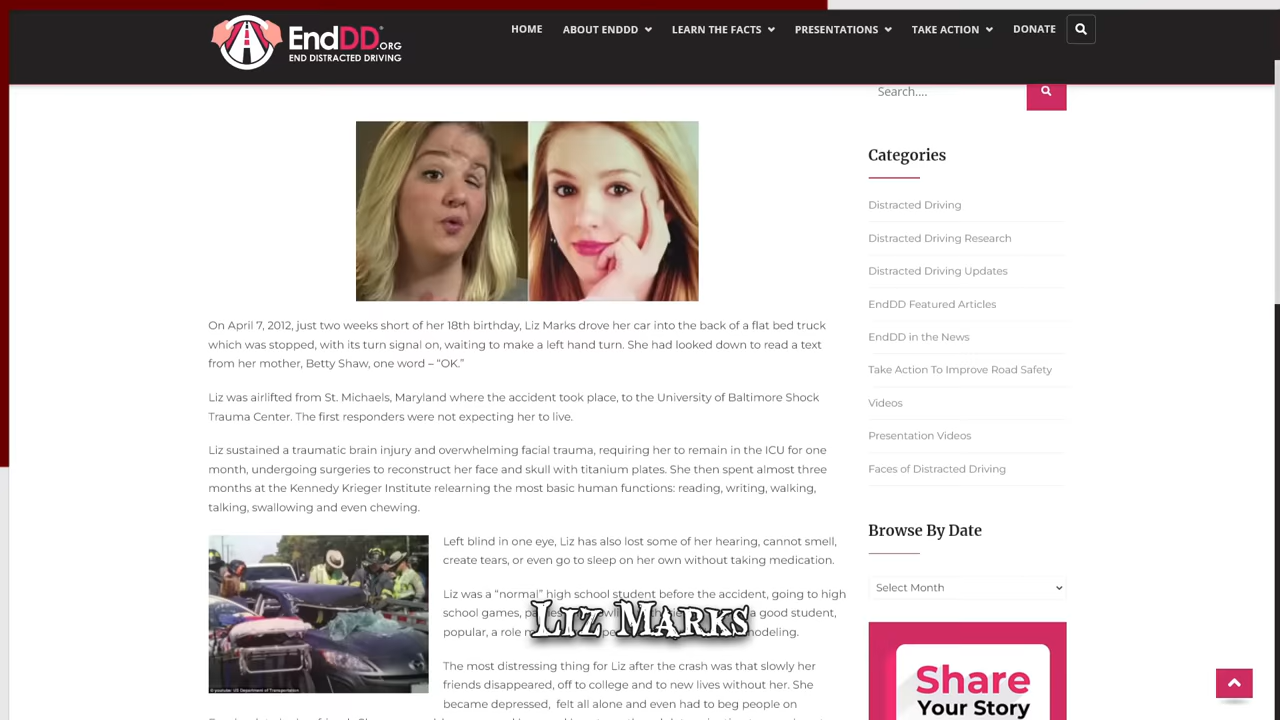 EndDD.ORG
END DISTRACTED DRIVING
HOME
ABOUT ENDDD
LEARN THE FACTS
PRESENTATIONS
TAKE ACTION
DONATE
Search....
On April 7, 2012, just two weeks short of her 18th birthday, Liz Marks drove her car into the back of a flat bed truck
which was stopped, with its turn signal on, waiting to make a left hand turn. She had looked down to read a text
from her mother, Betty Shaw, one word – “OK.”
Liz was airlifted from St. Michaels, Maryland where the accident took place, to the University of Baltimore Shock
Trauma Center. The first responders were not expecting her to live.
Liz sustained a traumatic brain injury and overwhelming facial trauma, requiring her to remain in the ICU for one
month, undergoing surgeries to reconstruct her face and skull with titanium plates. She then spent almost three
months at the Kennedy Krieger Institute relearning the most basic human functions: reading, writing, walking,
talking, swallowing and even chewing.
© youtube: US Department of Transportation
Left blind in one eye, Liz has also lost some of her hearing, cannot smell,
create tears, or even go to sleep on her own without taking medication.
Liz was a “normal” high school student before the accident, going to high
school games, a good student,
popular, a role modeling.
LIZ MARKS
The most distressing thing for Liz after the crash was that slowly her
friends disappeared, off to college and to new lives without her. She
became depressed, felt all alone and even had to beg people on
Categories
Distracted Driving
Distracted Driving Research
Distracted Driving Updates
EndDD Featured Articles
EndDD in the News
Take Action To Improve Road Safety
Videos
Presentation Videos
Faces of Distracted Driving
Browse By Date
Select Month
Share
Your Story